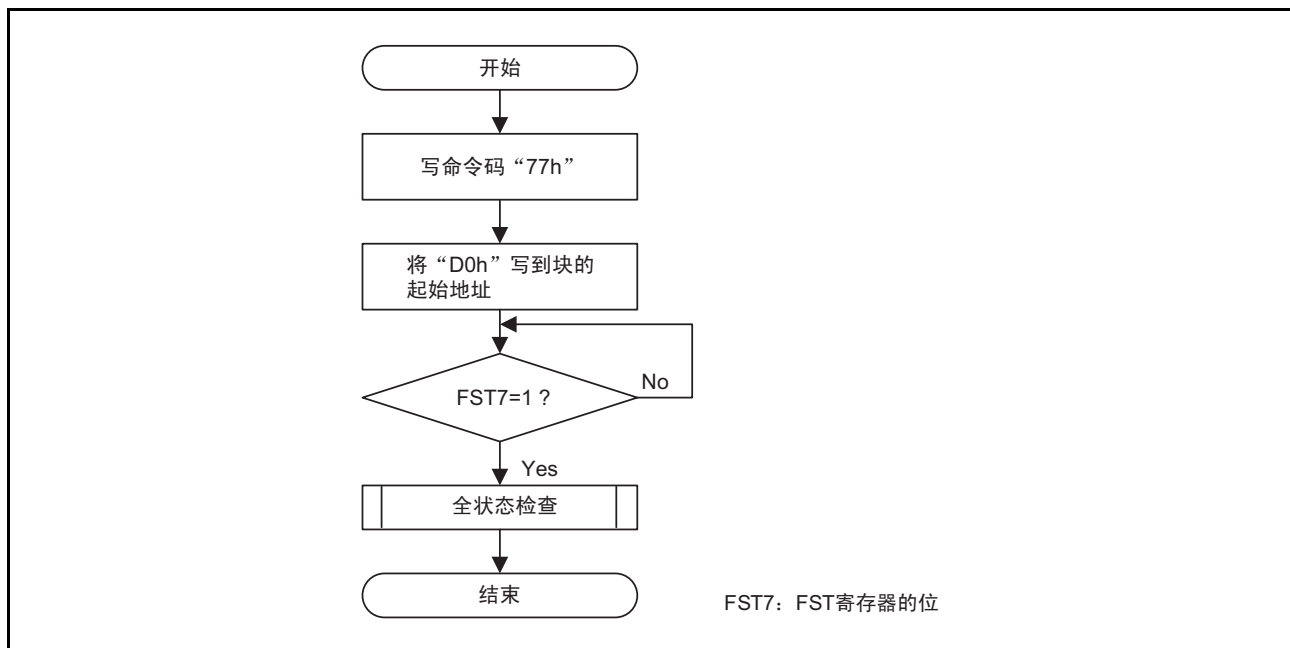 开始
写命令码“77h”
将“D0h”写到块的
起始地址
FST7=1？
No
Yes
全状态检查
结束
FST7：FST寄存器的位